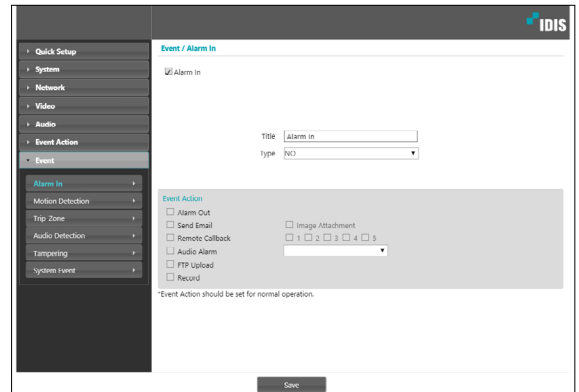 IDIS
Quick Setup
System
Network
Video
Audio
Event Action
Event
Alarm In
Motion Detection
Trip-Zone
Audio Detection
Tampering
System Event
Event / Alarm In
Alarm In
Title Alarm In
Type NO
Event Action
Alarm Out
Send Email Image Attachment
Remote Callback 1 2 3 4 5
Audio Alarm
FTP Upload
Record
*Event Action should be set for normal operation.
Save